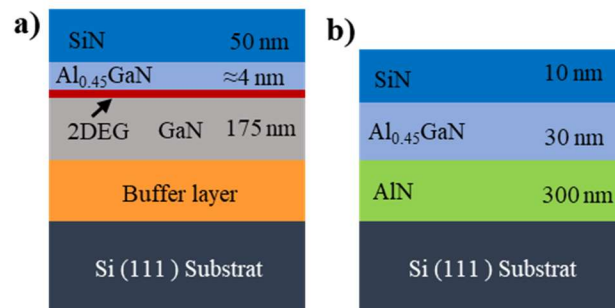 a)
SiN 50 nm
Al0.45GaN ≈4 nm
2DEG GaN 175 nm
Buffer layer
Si (111 ) Substrat
b)
SiN 10 nm
Al0.45GaN 30 nm
AlN 300 nm
Si (111 ) Substrat